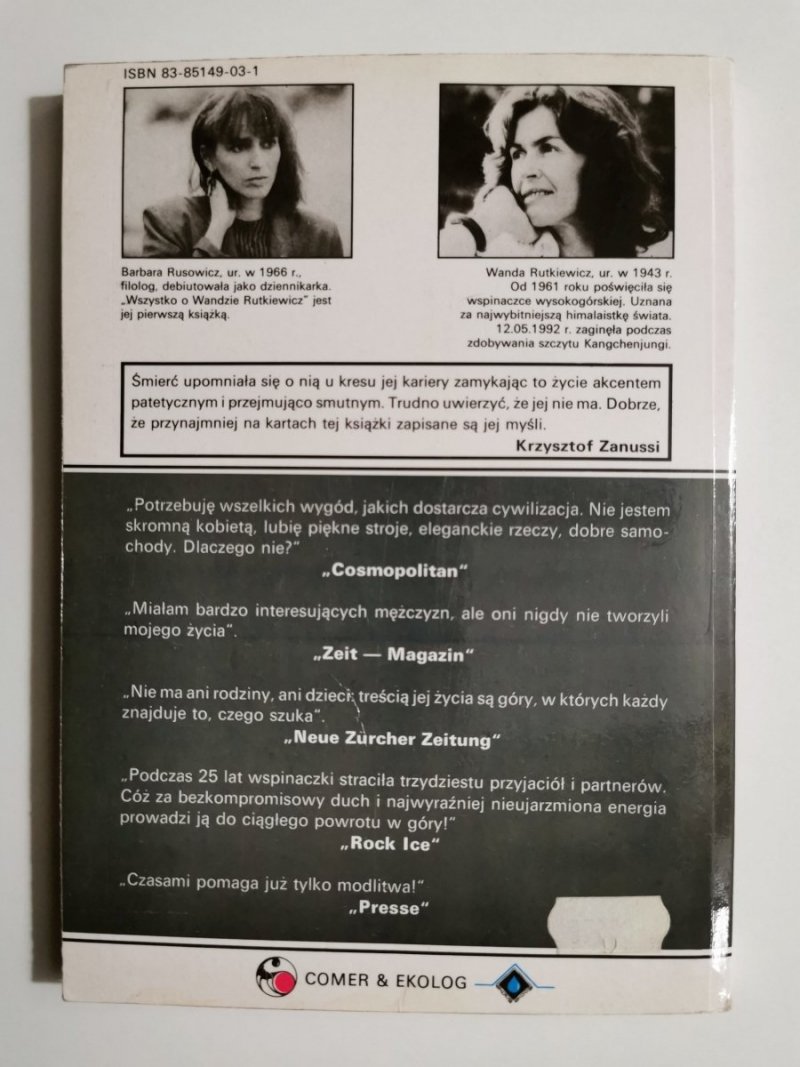 ISBN 83-85149-03-1
Barbara Rusowicz, ur. w 1966 r.,
filolog, debiutowała jako dziennikarka.
„Wszystko o Wandzie Rutkiewicz" jest
jej pierwszą książką.
Wanda Rutkiewicz, ur. w 1943 r.
Od 1961 roku poświęciła się
wspinaczce wysokogórskiej. Uznana
za najwybitniejszą himalaistkę świata.
12.05.1992 r. zaginęła podczas
zdobywania szczytu Kangchenjungi.
Śmierć upomniała się o nią u kresu jej kariery zamykając to życie akcentem
patetycznym i przejmująco smutnym. Trudno uwierzyć, że jej nie ma. Dobrze,
że przynajmniej na kartach tej książki zapisane są jej myśli.
Krzysztof Zanussi
„Potrzebuję wszelkich wygód, jakich dostarcza cywilizacja. Nie jestem
skromną kobietą, lubię piękne stroje, eleganckie rzeczy, dobre samo-
chody. Dlaczego nie?"
„Cosmopolitan"
„Miałam bardzo interesujących mężczyzn, ale oni nigdy nie tworzyli
mojego życia".
„Zeit — Magazin"
„Nie ma ani rodziny, ani dzieci; treścią jej życia są góry, w których każdy
znajduje to, czego szuka".
„Neue Zürcher Zeitung"
„Podczas 25 lat wspinaczki straciła trzydziestu przyjaciół i partnerów.
Cóż za bezkompromisowy duch i najwyraźniej nieujarzmiona energia
prowadzi ją do ciągłego powrotu w góry!"
„Rock Ice"
„Czasami pomaga już tylko modlitwa!"
„Presse"
COMER & EKOLOG